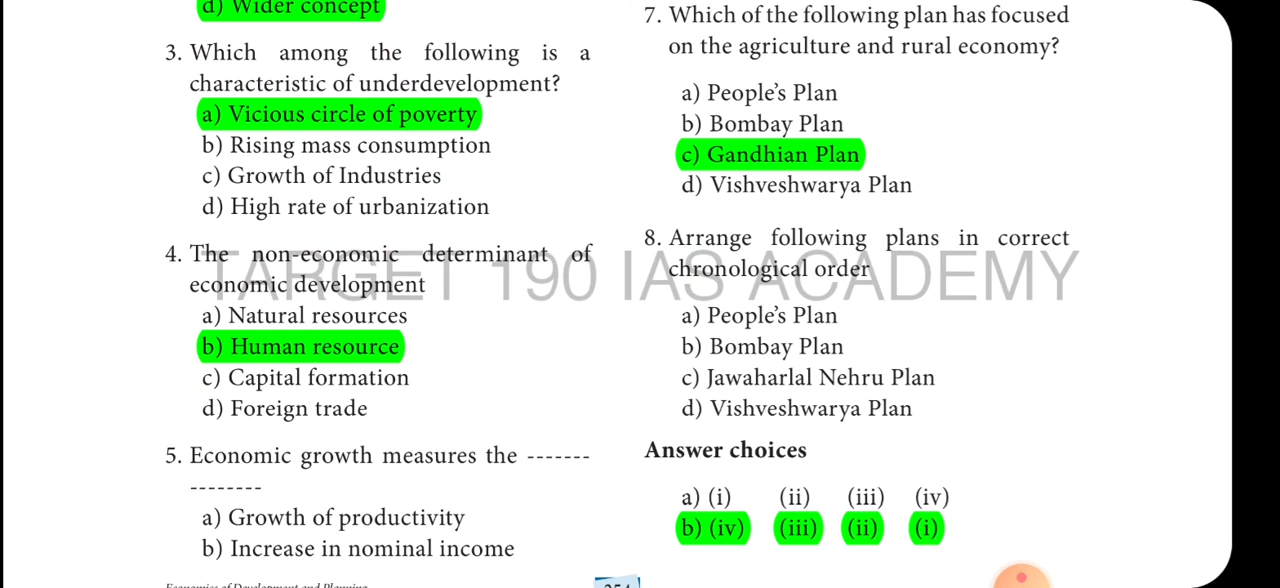 d) Wider concept
3. Which among the following is a
characteristic of underdevelopment?
a) Vicious circle of poverty
b) Rising mass consumption
c) Growth of Industries
d) High rate of urbanization
4. The non-economic determinant of
economic development
a) Natural resources
b) Human resource
c) Capital formation
d) Foreign trade
5. Economic growth measures the -------
--------
a) Growth of productivity
b) Increase in nominal income
7. Which of the following plan has focused
on the agriculture and rural economy?
a) People’s Plan
b) Bombay Plan
c) Gandhian Plan
d) Vishveshwarya Plan
8. Arrange following plans in correct
chronological order
a) People’s Plan
b) Bombay Plan
c) Jawaharlal Nehru Plan
d) Vishveshwarya Plan
Answer choices
a) (i) (ii) (iii) (iv)
b) (iv) (iii) (ii) (i)
TARGET 190 IAS ACADEMY
Economics of Development and Planning